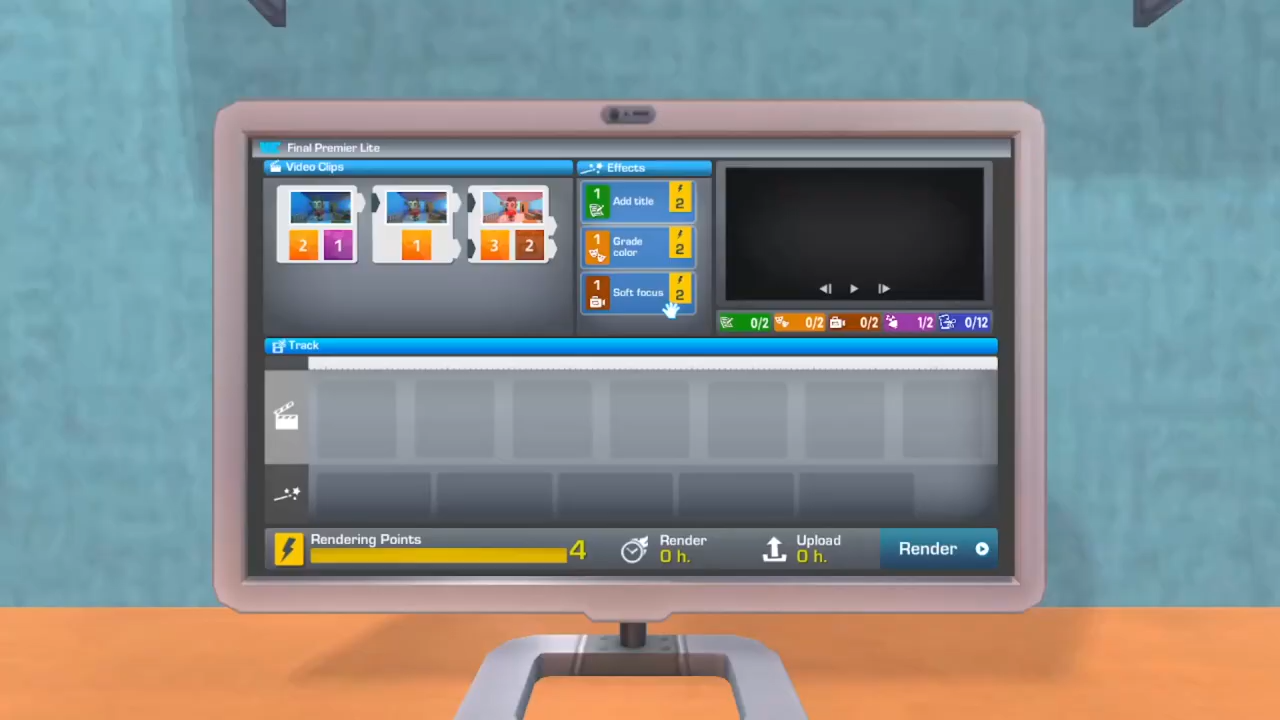 Final Premier Lite
Video Clips
Effects
2 1
1
3 2
1 Add title 2
1 Grade color 2
1 Soft focus 2
0/2 0/2 0/2 1/2 0/12
Track
Rendering Points 4
Render
0 h.
Upload
0 h.
Render